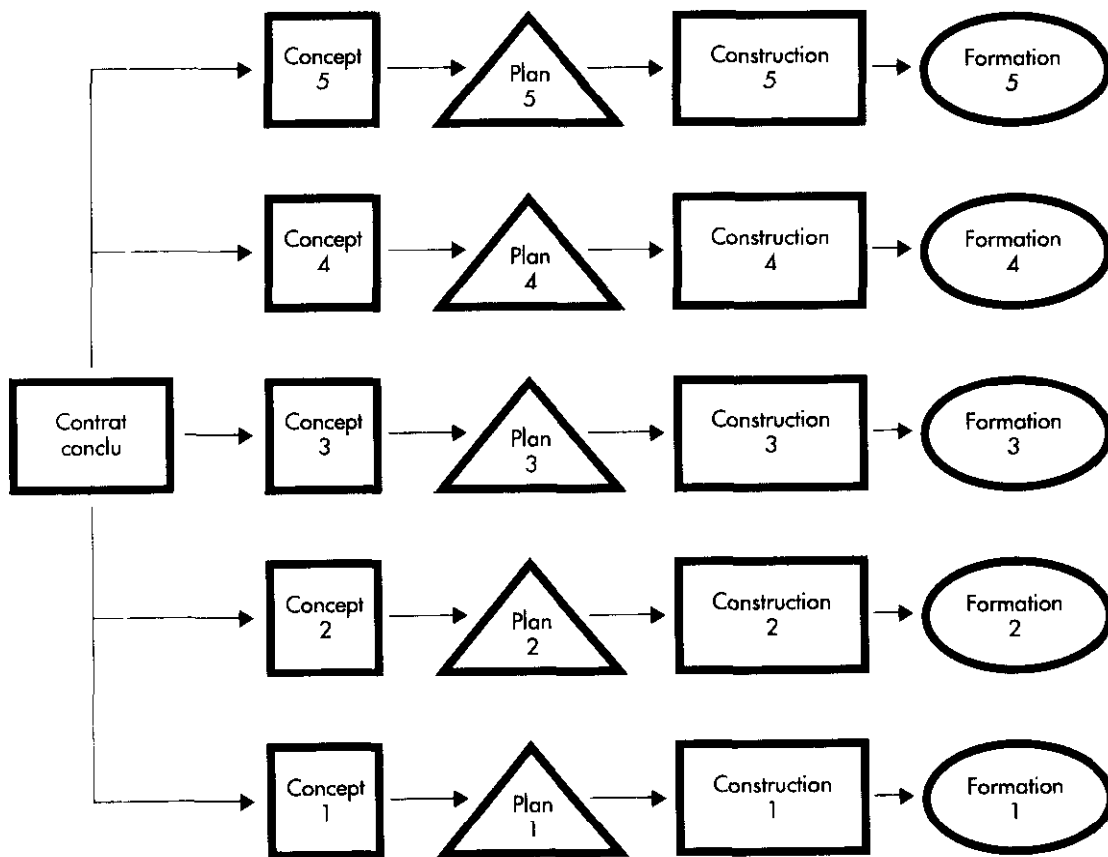 Concept
5
Plan
5
Construction
5
Formation
5
Concept
4
Plan
4
Construction
4
Formation
4
Contrat
conclu
Concept
3
Plan
3
Construction
3
Formation
3
Concept
2
Plan
2
Construction
2
Formation
2
Concept
1
Plan
1
Construction
1
Formation
1